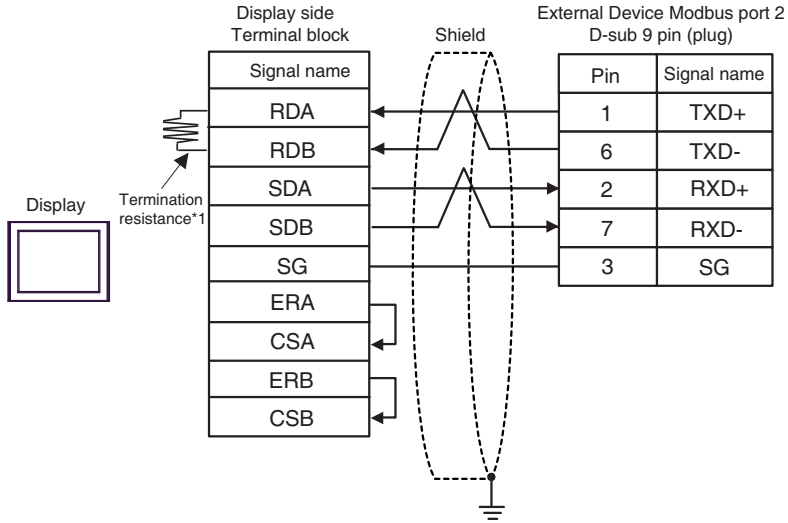 Display side
Terminal block
Shield
External Device Modbus port 2
D-sub 9 pin (plug)
Signal name
Pin
Signal name
RDA
1
TXD+
RDB
6
TXD-
SDA
2
RXD+
Display
Termination
resistance*1
SDB
7
RXD-
SG
3
SG
ERA
CSA
ERB
CSB